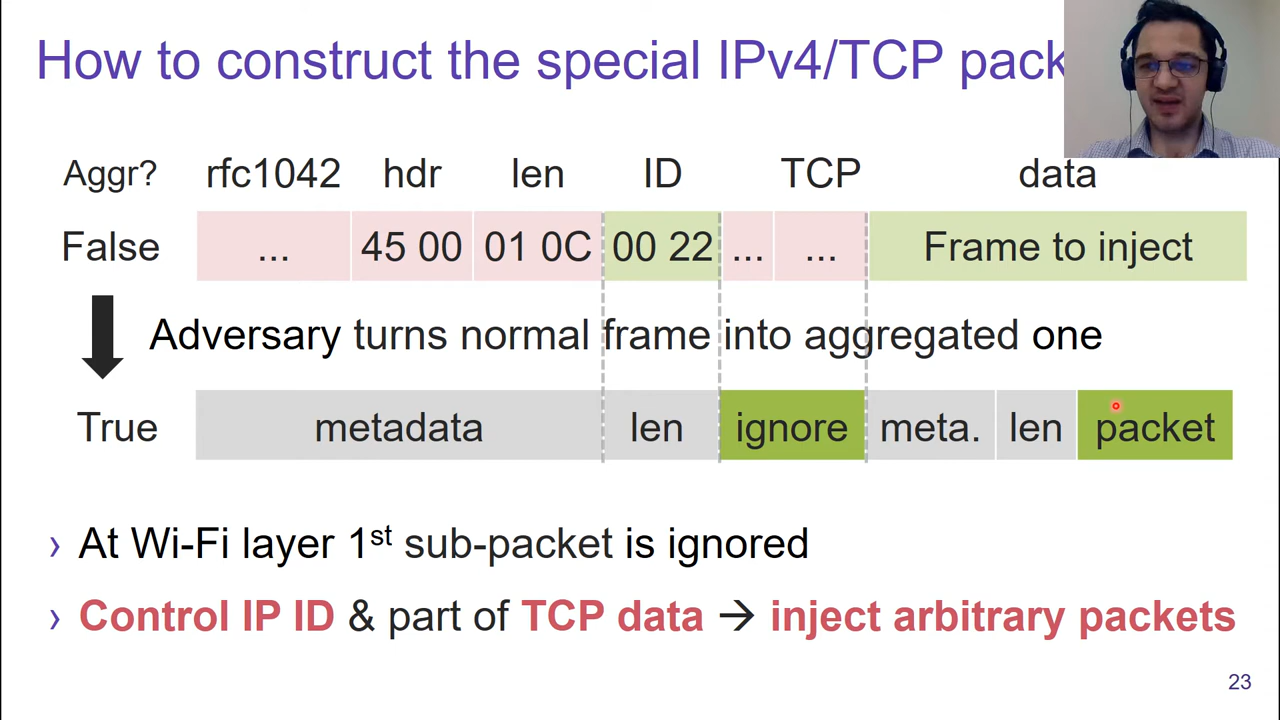 How to construct the special IPv4/TCP
Aggr? rfc1042 hdr len ID TCP data
False ... 45 00 01 0C 00 22 ... ... Frame to inject
Adversary turns normal frame into aggregated one
True metadata len ignore meta. len packet
› At Wi-Fi layer 1st sub-packet is ignored
› Control IP ID & part of TCP data → inject arbitrary packets
23